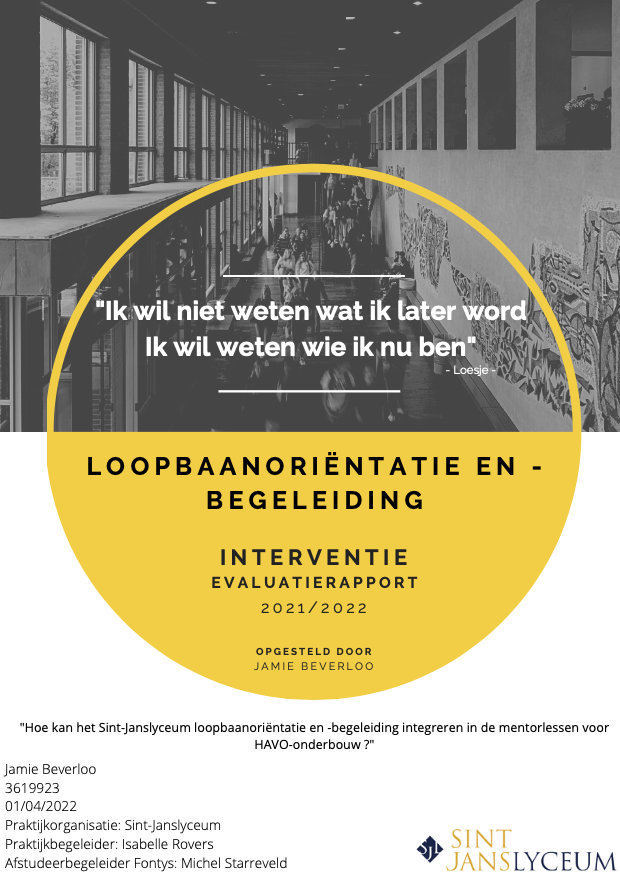 "Ik wil niet weten wat ik later word
Ik wil weten wie ik nu ben"
- Loesje -
LOOPBAANORIËNTATIE EN -
BEGELEIDING
INTERVENTIE
EVALUATIERAPPORT
2021/2022
OPGESTELD DOOR
JAMIE BEVERLOO
"Hoe kan het Sint-Janslyceum loopbaanoriëntatie en -begeleiding integreren in de mentorlessen voor
HAVO-onderbouw ?"
Jamie Beverloo
3619923
01/04/2022
Praktijkorganisatie: Sint-Janslyceum
Praktijkbegeleider: Isabelle Rovers
Afstudeerbegeleider Fontys: Michel Starreveld
SJL
SINT
JANSLYCEUM